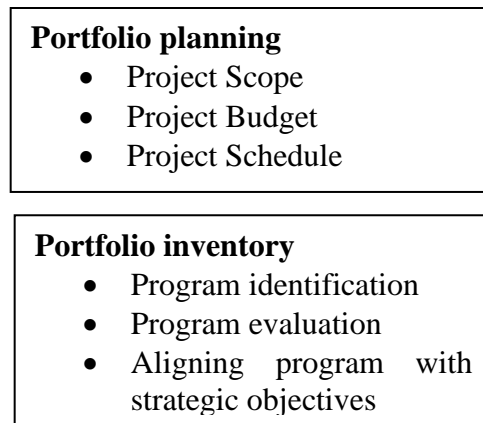 Portfolio planning
• Project Scope
• Project Budget
• Project Schedule
Portfolio inventory
• Program identification
• Program evaluation
• Aligning program with
strategic objectives